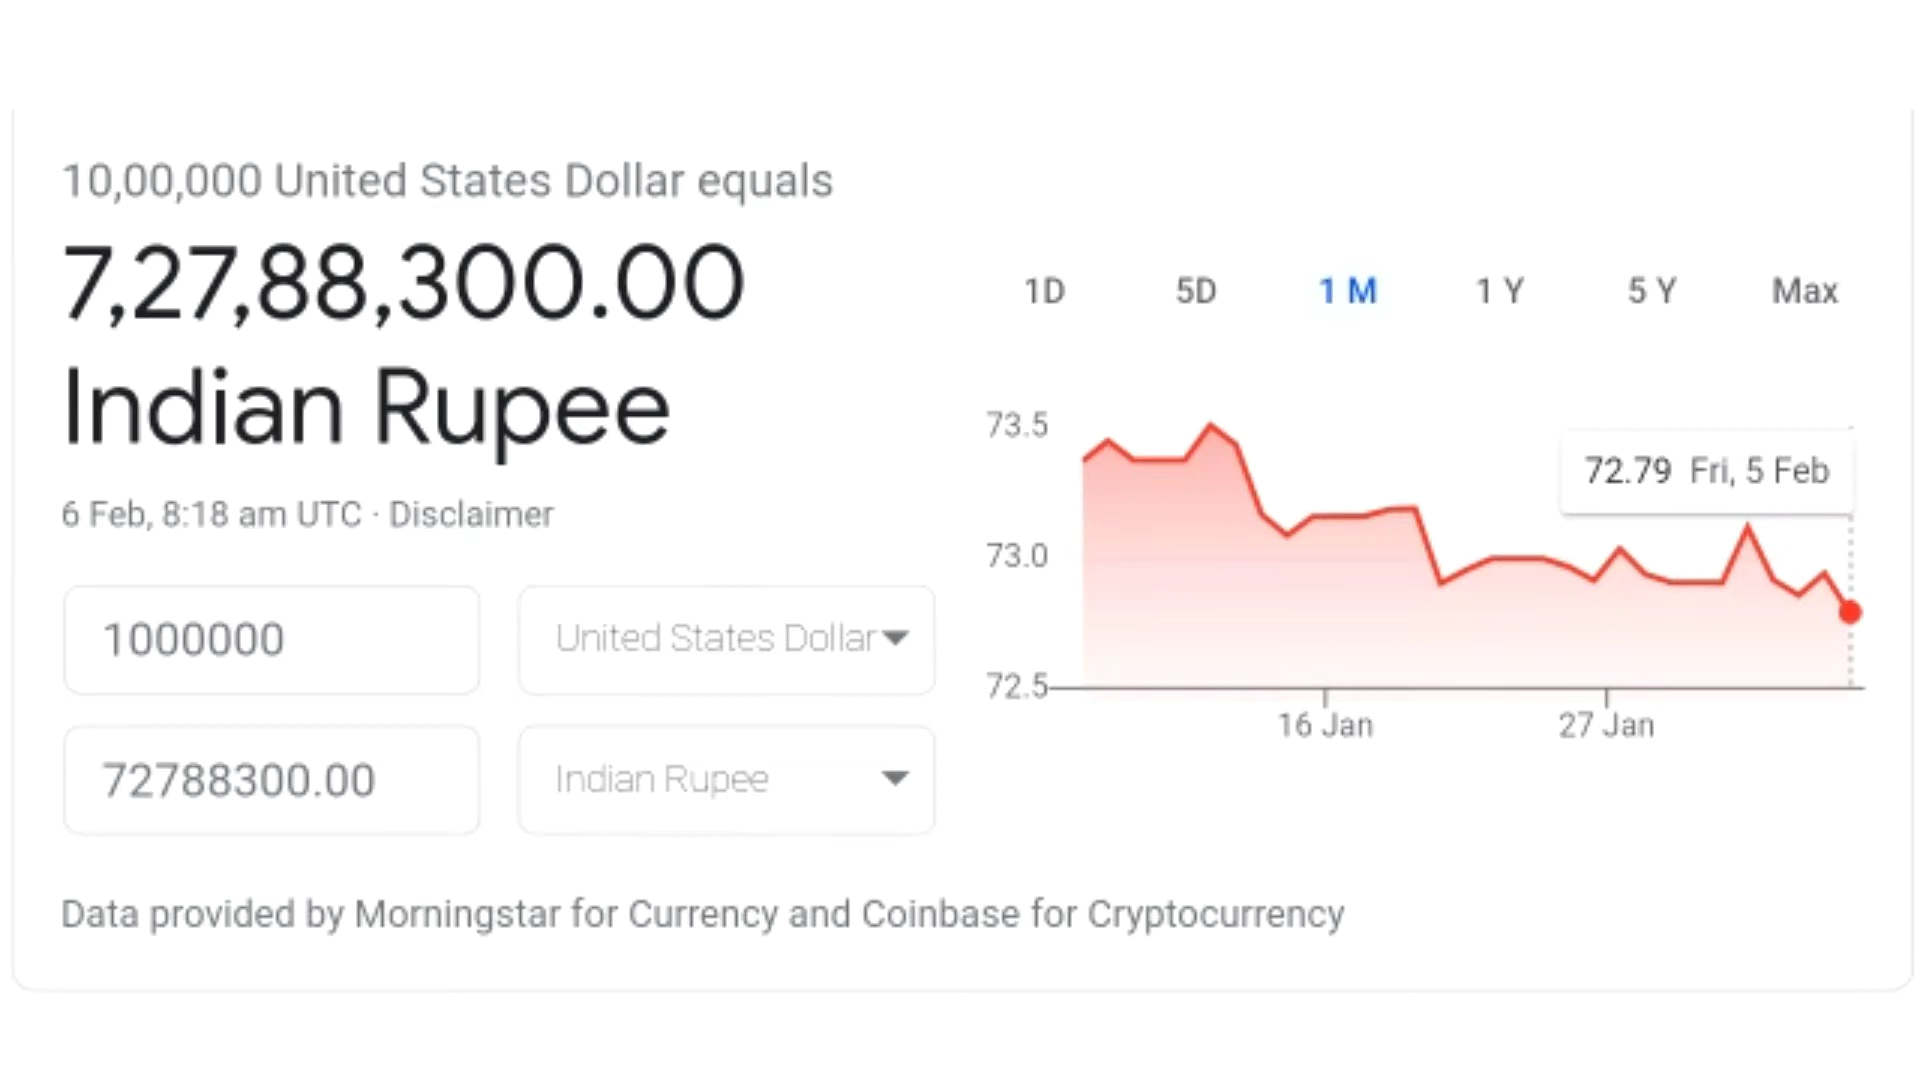 10,00,000 United States Dollar equals
7,27,88,300.00
Indian Rupee
6 Feb, 8:18 am UTC · Disclaimer
1000000
United States Dollar
72788300.00
Indian Rupee
1D 5D 1 M 1 Y 5 Y Max
73.5
72.79 Fri, 5 Feb
73.0
72.5
16 Jan 27 Jan
Data provided by Morningstar for Currency and Coinbase for Cryptocurrency